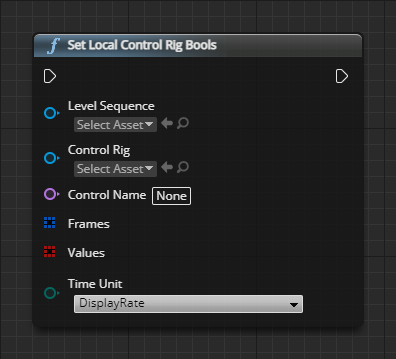 f Set Local Control Rig Bools
Level Sequence
Select Asset
Control Rig
Select Asset
Control Name None
Frames
Values
Time Unit
DisplayRate